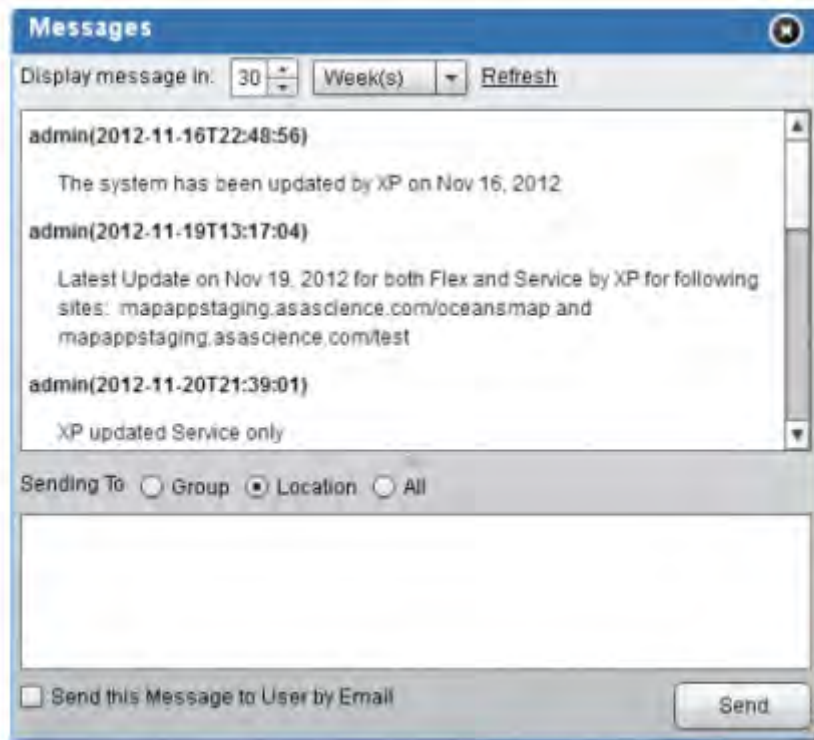 Messages
Display message in: 30 Week(s) Refresh
admin(2012-11-16T22:48:56)
The system has been updated by XP on Nov 16, 2012
admin(2012-11-19T13:17:04)
Latest Update on Nov 19, 2012 for both Flex and Service by XP for following
sites: mapappstaging.asascience.com/oceansmap and
mapappstaging.asascience.com/test
admin(2012-11-20T21:39:01)
XP updated Service only
Sending To Group Location All
Send this Message to User by Email
Send